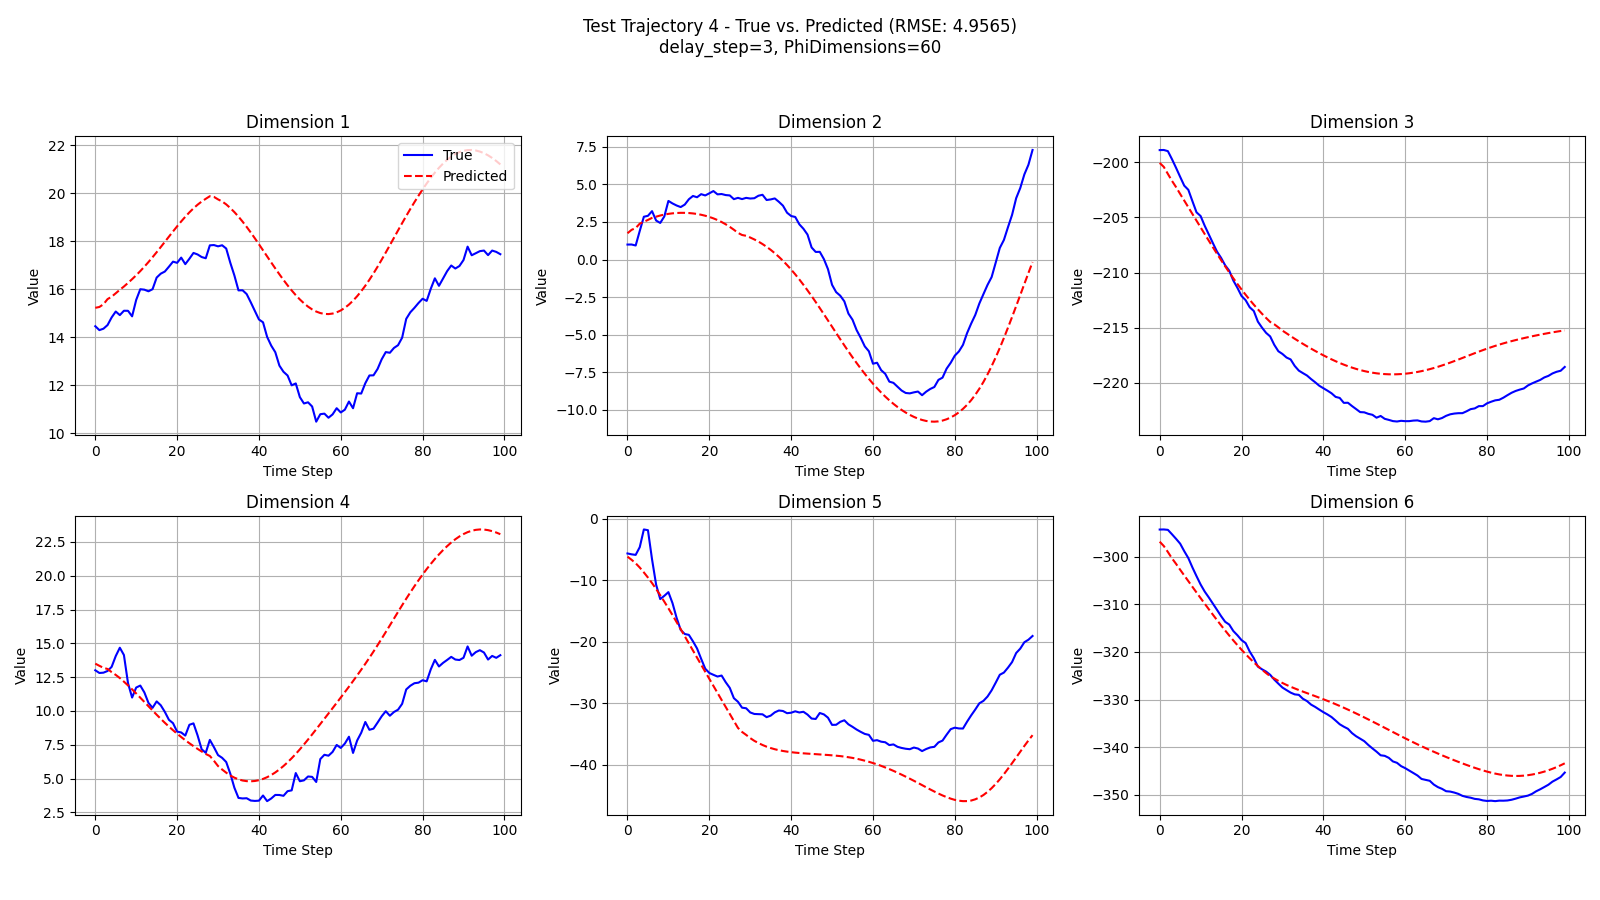 Test Trajectory 4 - True vs. Predicted (RMSE: 4.9565)
delay_step=3, PhiDimensions=60
Dimension 1
22
20
18
16
14
12
10
Value
0 20 40 60 80 100
Time Step
True
Predicted
Dimension 2
7.5
5.0
2.5
0.0
−2.5
−5.0
−7.5
−10.0
Value
0 20 40 60 80 100
Time Step
Dimension 3
−200
−205
−210
−215
−220
Value
0 20 40 60 80 100
Time Step
Dimension 4
22.5
20.0
17.5
15.0
12.5
10.0
7.5
5.0
2.5
Value
0 20 40 60 80 100
Time Step
Dimension 5
0
−10
−20
−30
−40
Value
0 20 40 60 80 100
Time Step
Dimension 6
−300
−310
−320
−330
−340
−350
Value
0 20 40 60 80 100
Time Step